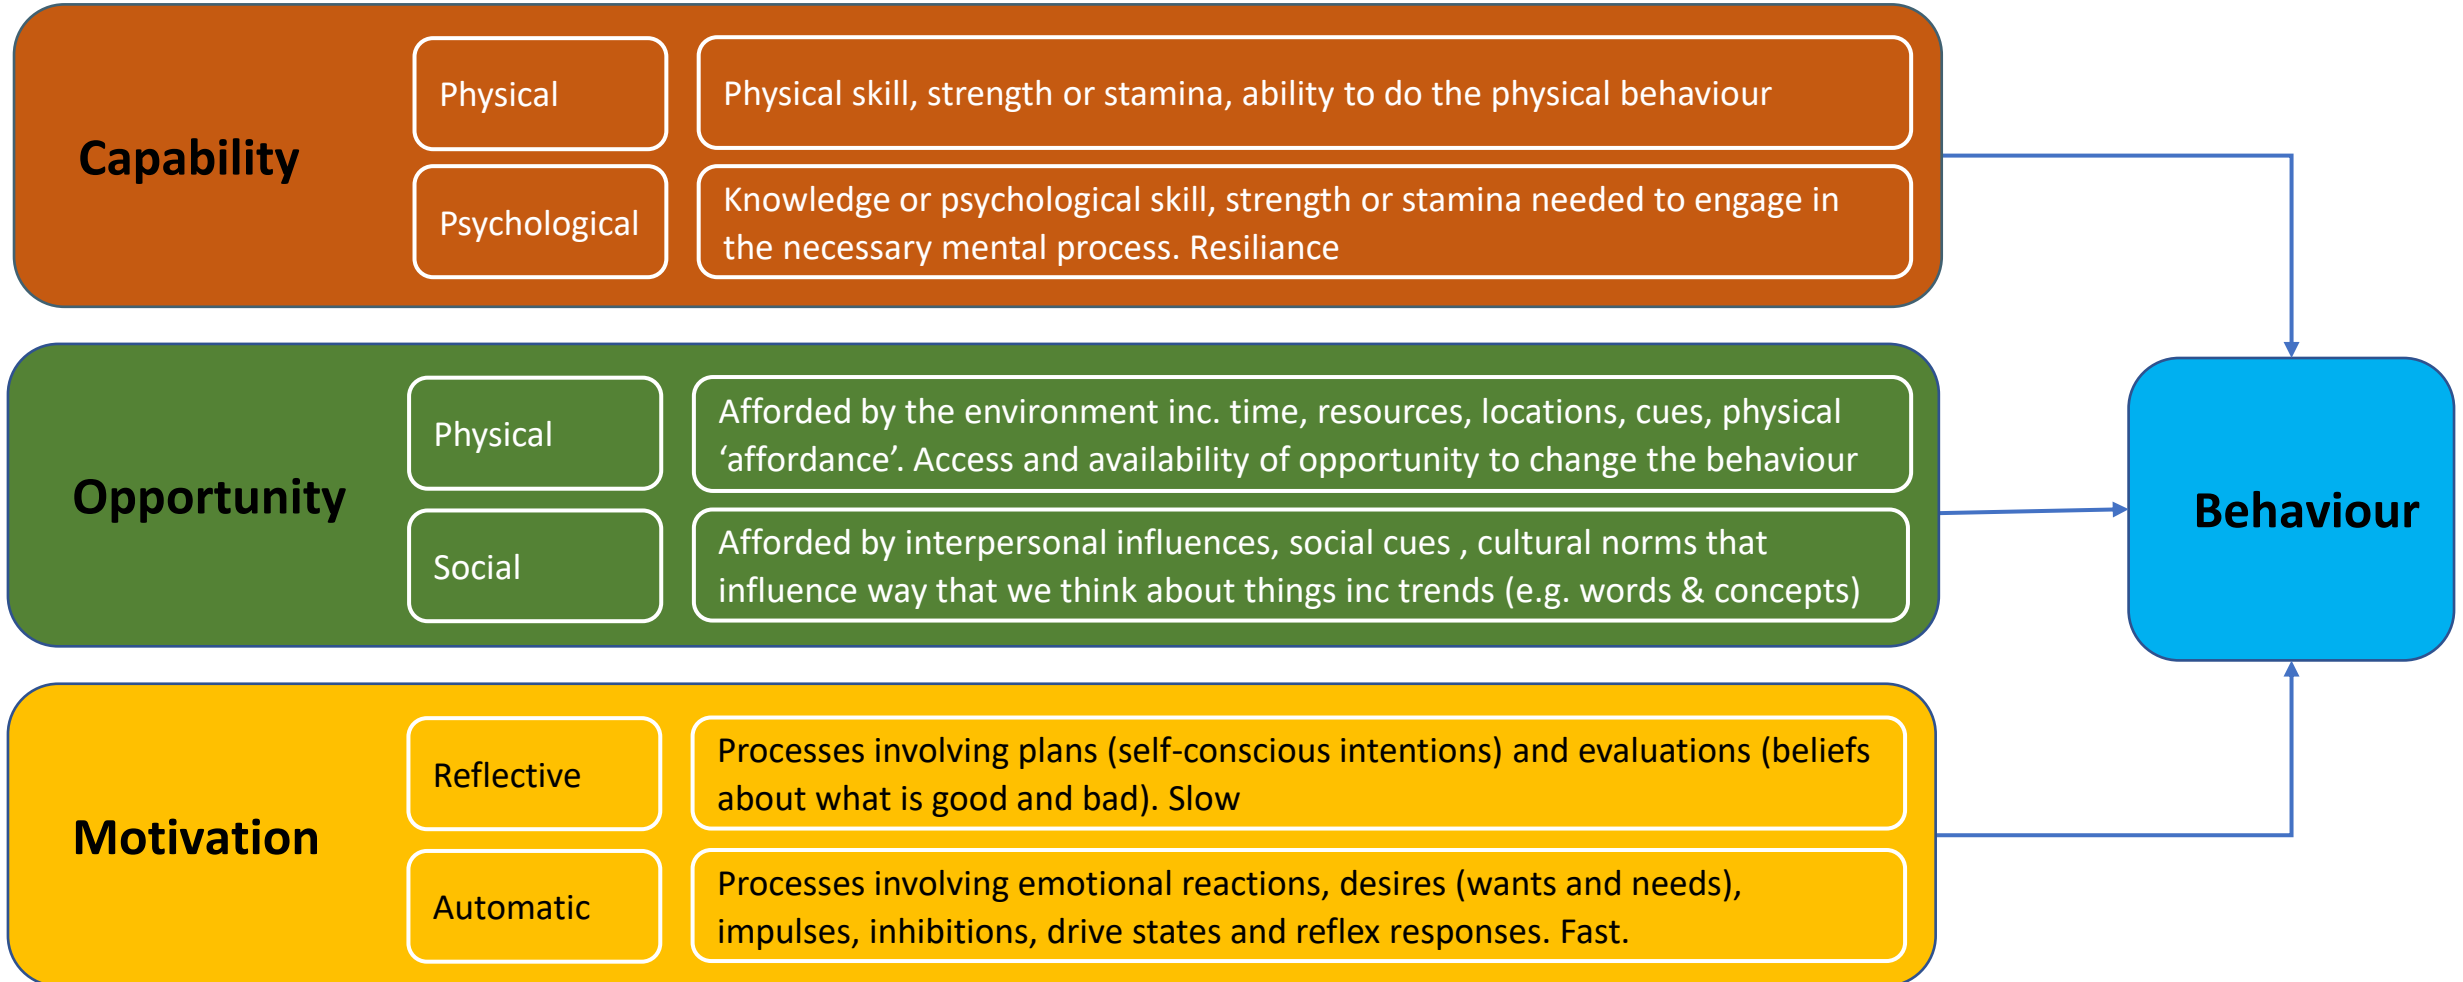 Capability
Physical
Physical skill, strength or stamina, ability to do the physical behaviour
Psychological
Knowledge or psychological skill, strength or stamina needed to engage in
the necessary mental process. Resiliance
Opportunity
Physical
Afforded by the environment inc. time, resources, locations, cues, physical
‘affordance’. Access and availability of opportunity to change the behaviour
Social
Afforded by interpersonal influences, social cues , cultural norms that
influence way that we think about things inc trends (e.g. words & concepts)
Motivation
Reflective
Processes involving plans (self-conscious intentions) and evaluations (beliefs
about what is good and bad). Slow
Automatic
Processes involving emotional reactions, desires (wants and needs),
impulses, inhibitions, drive states and reflex responses. Fast.
Behaviour